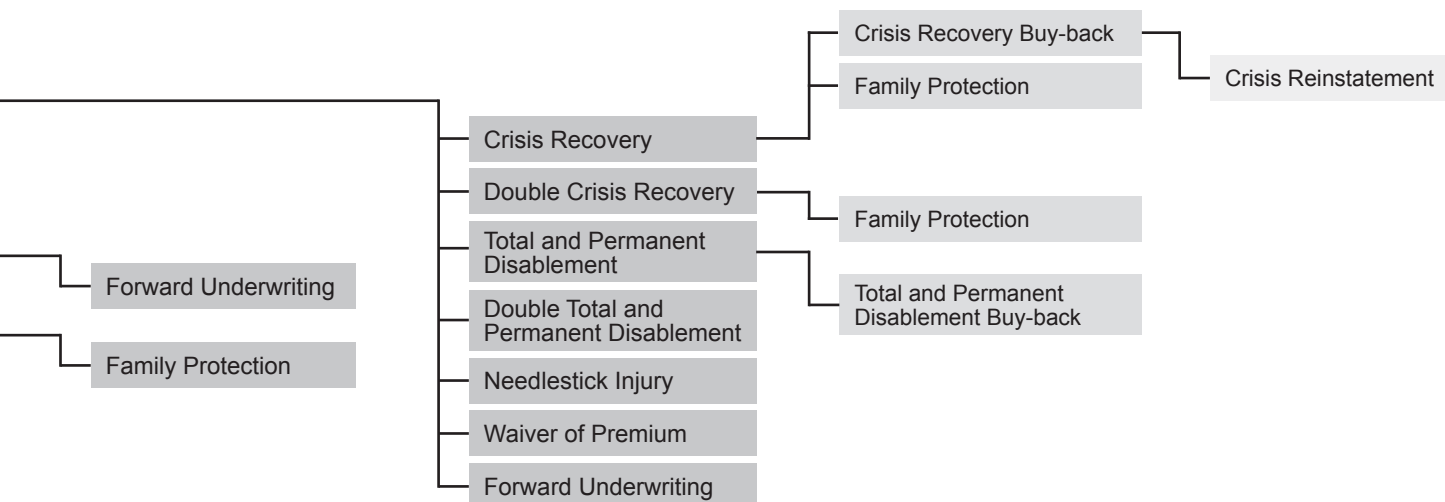 Crisis Recovery Buy-back
Crisis Reinstatement
Family Protection
Crisis Recovery
Double Crisis Recovery
Family Protection
Total and Permanent
Disablement
Forward Underwriting
Total and Permanent
Disablement Buy-back
Double Total and
Permanent Disablement
Family Protection
Needlestick Injury
Waiver of Premium
Forward Underwriting